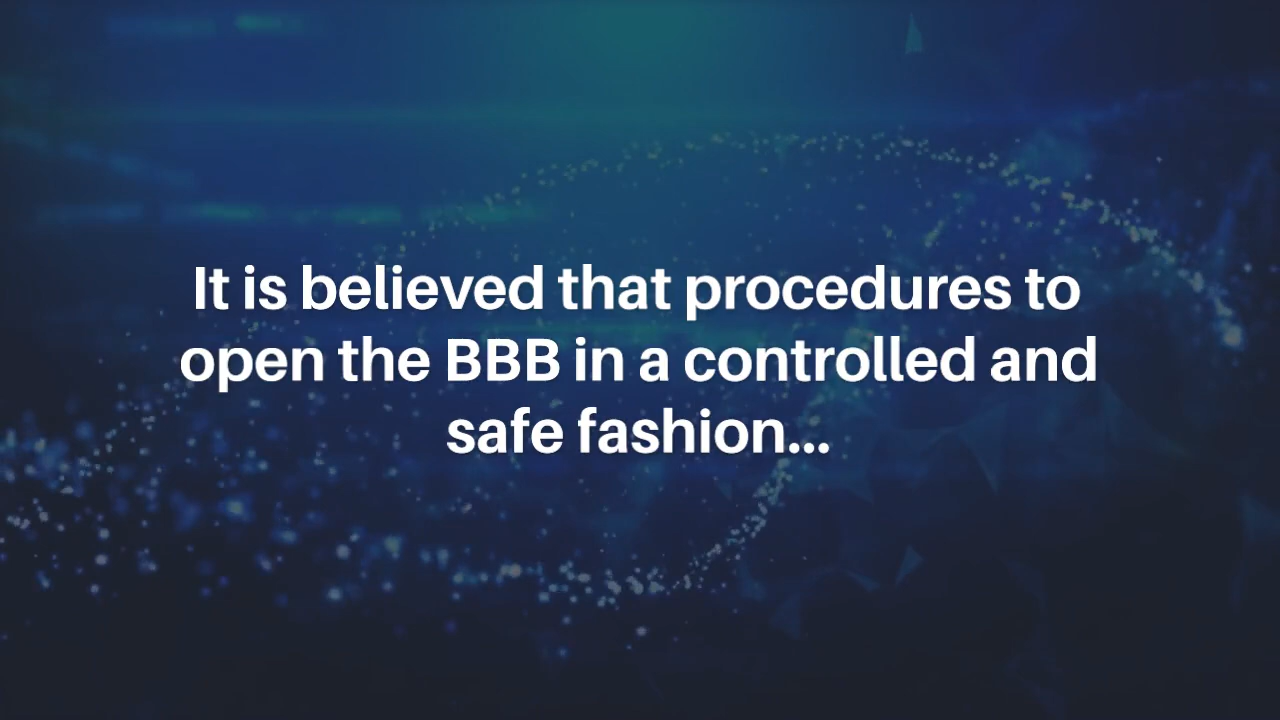 It is believed that procedures to
open the BBB in a controlled and
safe fashion...